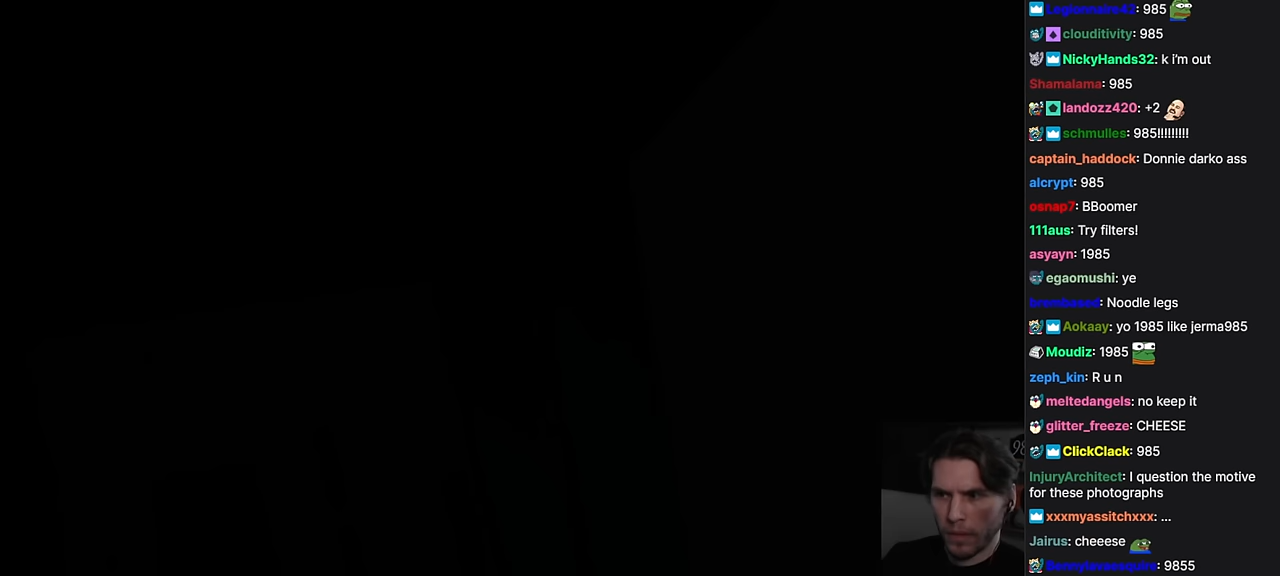 Legionnaire42: 985
clouditivity: 985
NickyHands32: k i'm out
Shamalama: 985
landozz420: +2
schmulles: 985!!!!!!!!!
captain_haddock: Donnie darko ass
alcrypt: 985
osnap7: BBoomer
111aus: Try filters!
asyayn: 1985
egaomushi: ye
: Noodle legs
Aokaay: yo 1985 like jerma985
Moudiz: 1985
zeph_kin: R u n
meltedangels: no keep it
glitter_freeze: CHEESE
98
ClickClack: 985
InjuryArchitect: I question the motive
for these photographs
xxxmyassitchxxx: ...
Jairus: cheeese
: 9855